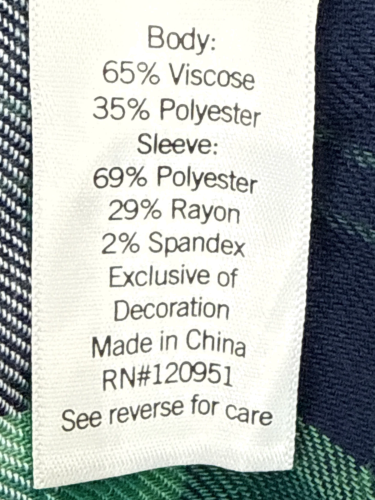 Body:
65% Viscose
35% Polyester
Sleeve:
69% Polyester
29% Rayon
2% Spandex
Exclusive of
Decoration
Made in China
RN#120951
See reverse for care